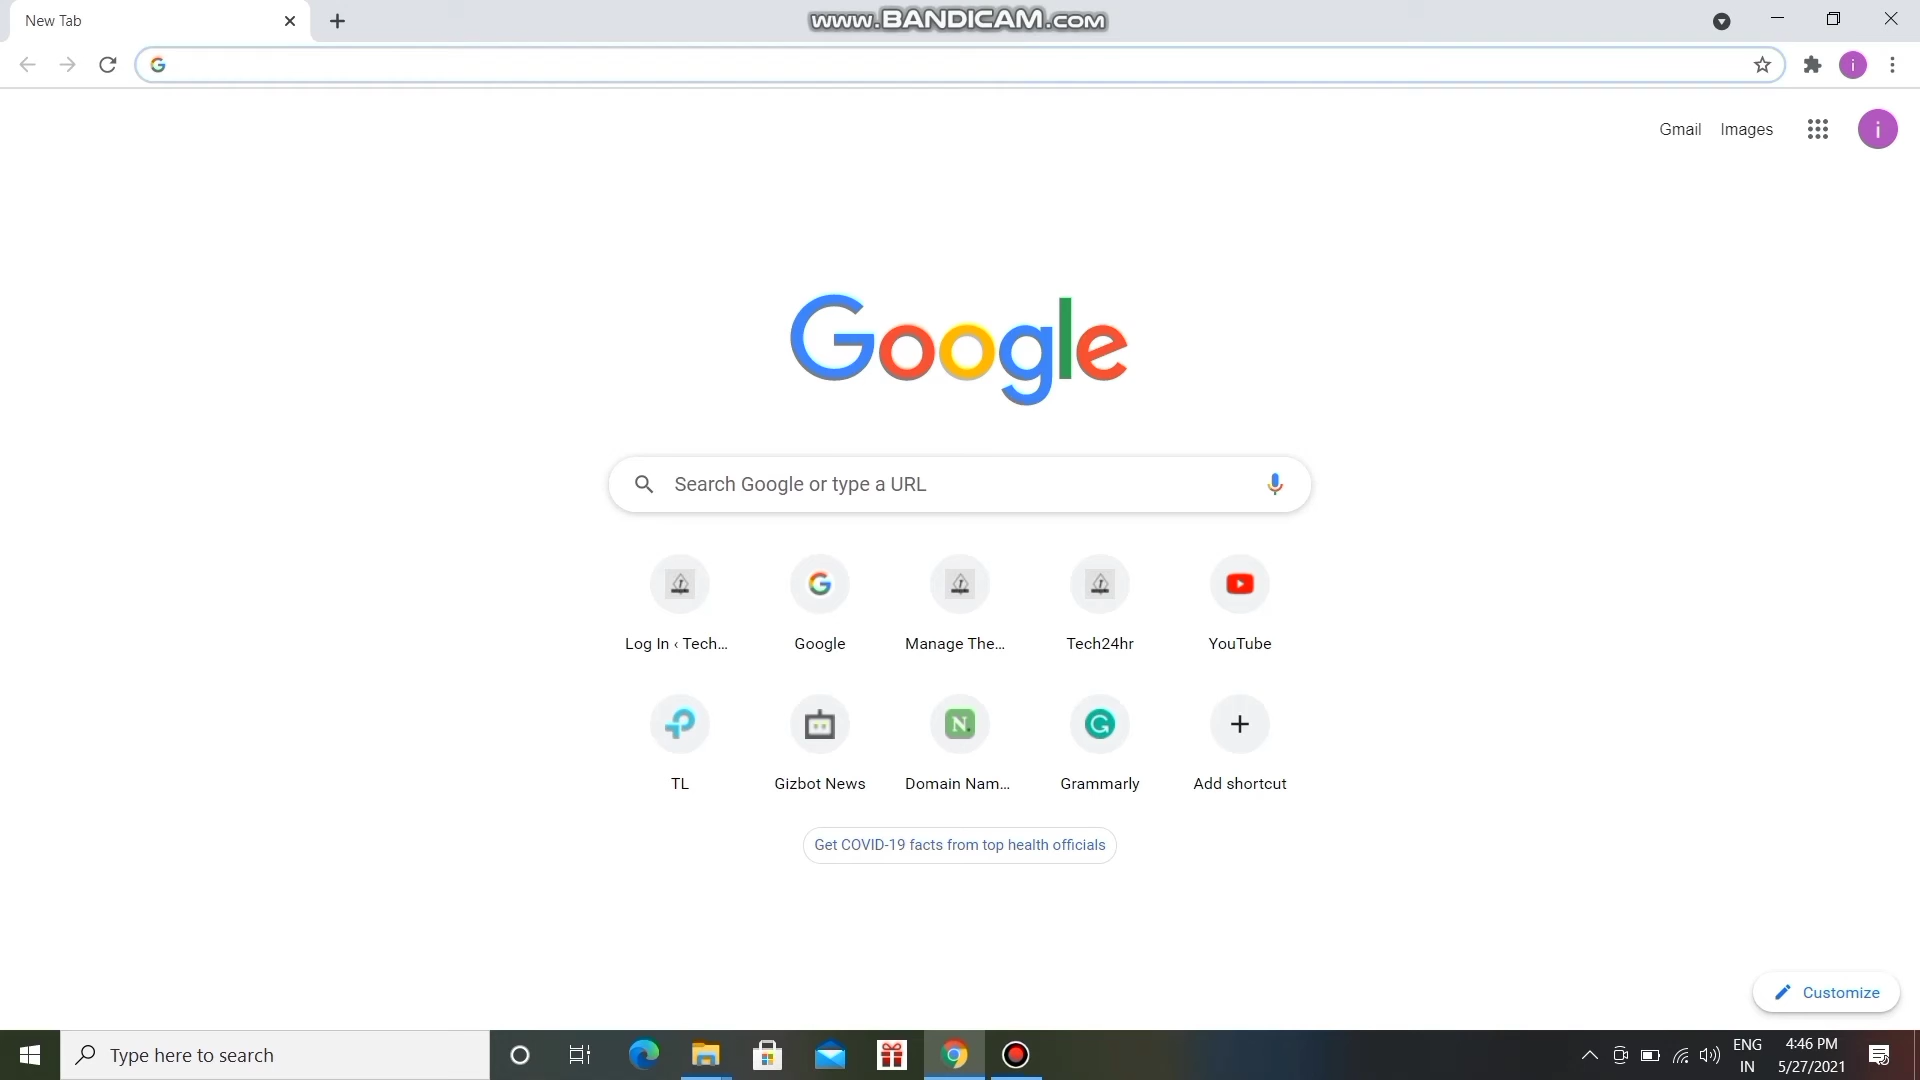 New Tab
www.BANDICAM.com
i
Gmail
Images
i
Google
Search Google or type a URL
Log In ‹ Tech...
Google
Manage The...
Tech24hr
YouTube
N.
G
TL
Gizbot News
Domain Nam...
Grammarly
Add shortcut
Get COVID-19 facts from top health officials
Customize
Type here to search
ENG
IN
4:46 PM
5/27/2021